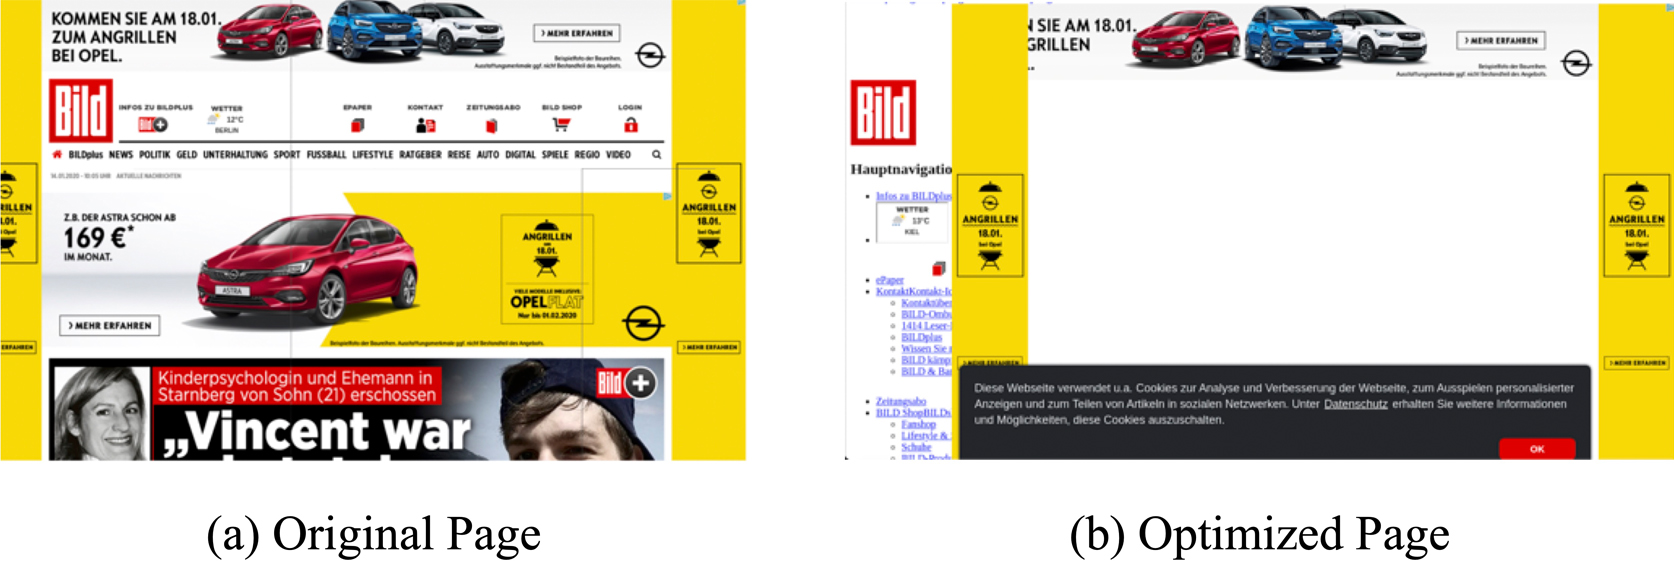 KOMMEN SIE AM 18.01.
ZUM ANGRILLEN
BEI OPEL.
> MEHR ERFAHREN
Beispielfoto der Baureihen.
Ausstattungsmerkmale ggf. nicht Bestandteil des Angebots.
Bild
INFOS ZU BILDPLUS
Bild+
WETTER
12°C
BERLIN
EPAPER
KONTAKT
ZEITUNGSABO
BILD SHOP
LOGIN
BILDplus NEWS POLITIK GELD UNTERHALTUNG SPORT FUSSBALL LIFESTYLE RATGEBER REISE AUTO DIGITAL SPIELE REGIO VIDEO
14.01.2020 - 10:05 UHR AKTUELLE NACHRICHTEN
RILLEN
.01.
i Opel
ERFAHREN
Z.B. DER ASTRA SCHON AB
169 €*
IM MONAT.
ASTRA
> MEHR ERFAHREN
ANGRILLEN
am
18.01.
bei Opel
VIELE MODELLE INKLUSIVE:
OPELFLAT
Nur bis 01.02.2020
Beispielfoto der Baureihen. Ausstattungsmerkmale ggf. nicht Bestandteil des Angebots.
ANGRILLEN
18.01.
bei Opel
> MEHR ERFAHREN
Kinderpsychologin und Ehemann in
Starnberg von Sohn (21) erschossen
Bild+
„Vincent war
(a) Original Page
N SIE AM 18.01.
GRILLEN
> MEHR ERFAHREN
Beispielfoto der Baureihen.
Ausstattungsmerkmale ggf. nicht Bestandteil des Angebots.
Bild
Hauptnavigatio
Infos zu BILDplus
WETTER
13°C
KIEL
ePaper
KontaktKontakt-Ic
Kontaktüber
BILD-Ombu
1414 Leser-
BILDplus
Wissen Sie
BILD kämp
BILD & Ba
Zeitungsabo
BILD ShopBILDs
Fanshop
Lifestyle &
Schuhe
BILD-Prod
ANGRILLEN
18.01.
bei Opel
> MEHR ERFAHREN
ANGRILLEN
18.01.
bei Opel
> MEHR ERFAHREN
Diese Webseite verwendet u.a. Cookies zur Analyse und Verbesserung der Webseite, zum Ausspielen personalisierter
Anzeigen und zum Teilen von Artikeln in sozialen Netzwerken. Unter Datenschutz erhalten Sie weitere Informationen
und Möglichkeiten, diese Cookies auszuschalten.
OK
(b) Optimized Page